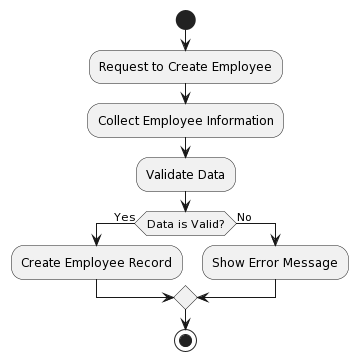 Request to Create Employee
Collect Employee Information
Validate Data
Yes
Data is Valid?
No
Create Employee Record
Show Error Message